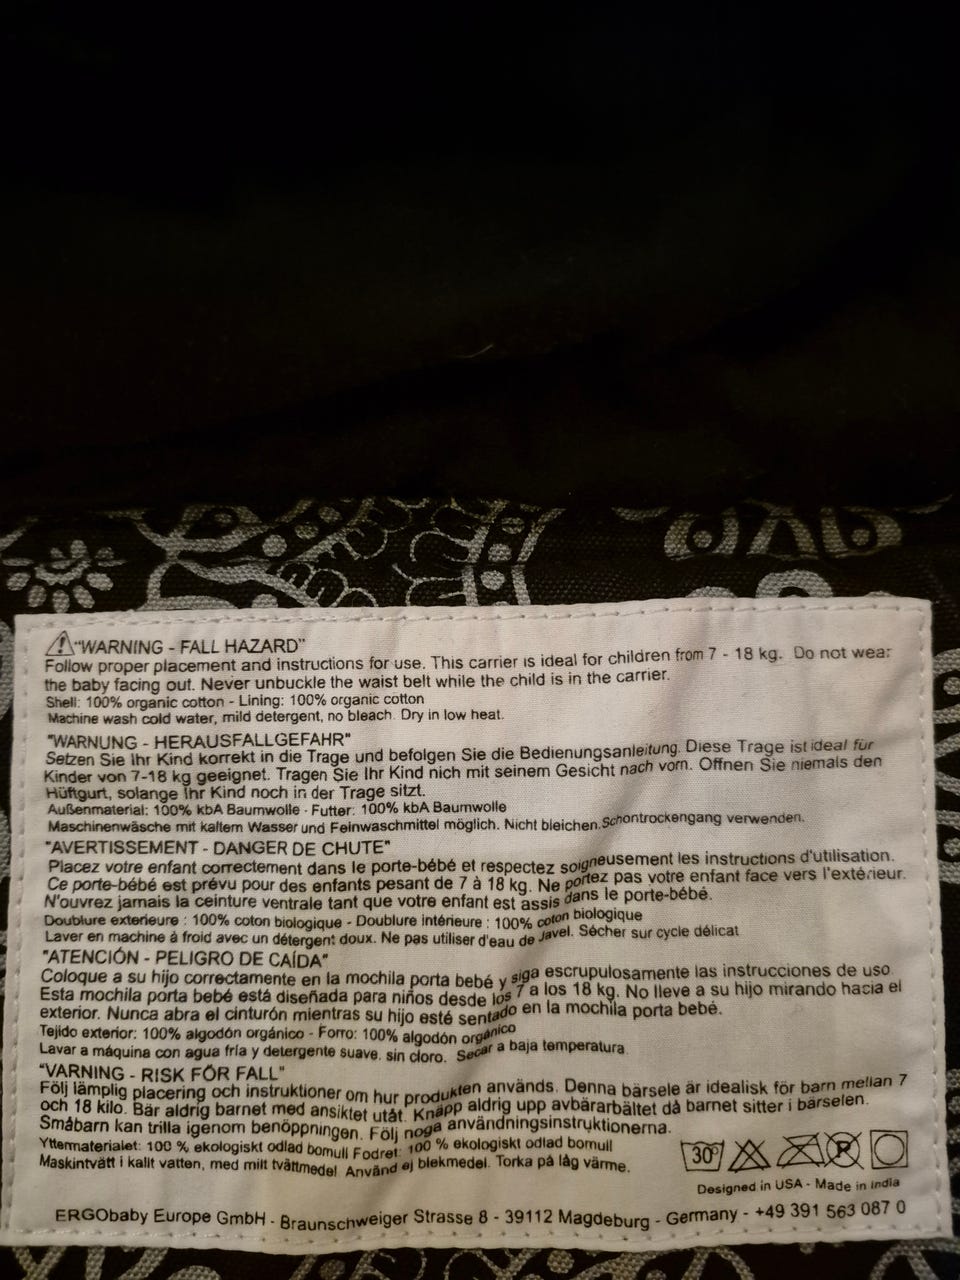 "WARNING - FALL HAZARD"
Follow proper placement and instructions for use. This carrier is ideal for children from 7 - 18 kg. Do not wear
the baby facing out. Never unbuckle the waist belt while the child is in the carrier.
Shell: 100% organic cotton - Lining: 100% organic cotton
Machine wash cold water, mild detergent, no bleach. Dry in low heat.
"WARNUNG - HERAUSFALLGEFAHR"
Setzen Sie Ihr Kind korrekt in die Trage und befolgen Sie die Bedienungsanleitung. Diese Trage ist ideal für
Kinder von 7-18 kg geeignet. Tragen Sie Ihr Kind nich mit seinem Gesicht nach vorn. Öffnen Sie niemals den
Hüftgurt, solange Ihr Kind noch in der Trage sitzt.
Außenmaterial: 100% kbA Baumwolle - Futter: 100% kbA Baumwolle
Maschinenwäsche mit kaltem Wasser und Feinwaschmittel möglich. Nicht bleichen. Schontrockengang verwenden.
"AVERTISSEMENT - DANGER DE CHUTE"
Placez votre enfant correctement dans le porte-bébé et respectez soigneusement les instructions d'utilisation.
Ce porte-bébé est prévu pour des enfants pesant de 7 à 18 kg. Ne portez pas votre enfant face vers l'extérieur.
N'ouvrez jamais la ceinture ventrale tant que votre enfant est assis dans le porte-bébé.
Doublure exterieure : 100% coton biologique - Doublure intérieure : 100% coton biologique
Laver en machine à froid avec un détergent doux. Ne pas utiliser d'eau de Javel. Sécher sur cycle délicat
"ATENCIÓN - PELIGRO DE CAÍDA"
Coloque a su hijo correctamente en la mochila porta bebé y siga escrupulosamente las instrucciones de uso.
Esta mochila porta bebé está diseñada para niños desde los 7 a los 18 kg. No lleve a su hijo mirando hacia el
exterior. Nunca abra el cinturón mientras su hijo esté sentado en la mochila porta bebé.
Tejido exterior: 100% algodón orgánico - Forro: 100% algodón orgánico
Lavar a máquina con agua fría y detergente suave, sin cloro. Secar a baja temperatura
"VARNING - RISK FÖR FALL"
Följ lämplig placering och instruktioner om hur produkten används. Denna bärsele är idealisk för barn mellan 7
och 18 kilo. Bär aldrig barnet med ansiktet utåt. Knäpp aldrig upp avbärarbältet då barnet sitter i bärselen.
Småbarn kan trilla igenom benöppningen. Följ noga användningsinstruktionerna.
Yttermaterialet: 100 % ekologiskt odlad bomull Fodret: 100 % ekologiskt odlad bomull
Maskintvätt i kallt vatten, med milt tvättmedel. Använd ej blekmedel. Torka på låg värme.
30° P
Designed in USA - Made in India
ERGObaby Europe GmbH - Braunschweiger Strasse 8 - 39112 Magdeburg - Germany - +49 391 563 087 0